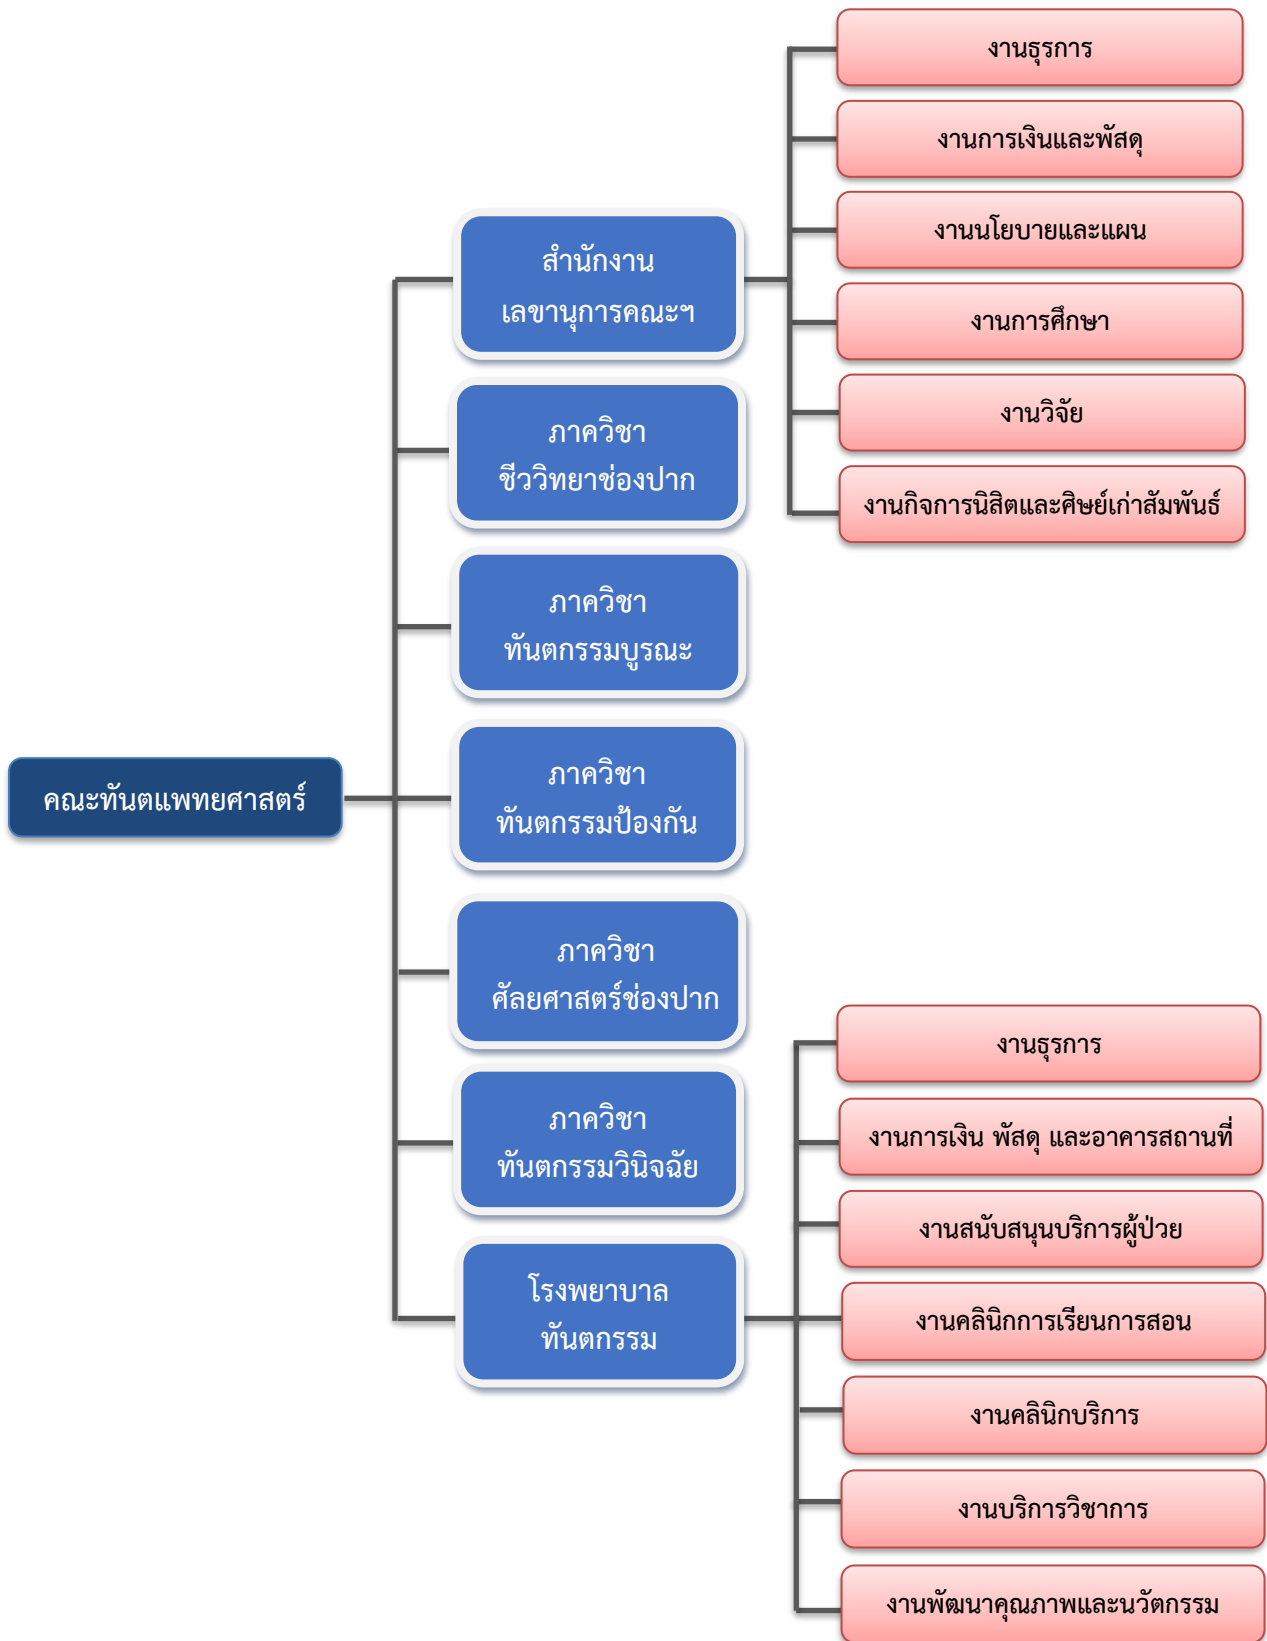 คณะทันตแพทยศาสตร์
สำนักงาน
เลขานุการคณะฯ
งานธุรการ
งานการเงินและพัสดุ
งานนโยบายและแผน
งานการศึกษา
งานวิจัย
งานกิจการนิสิตและศิษย์เก่าสัมพันธ์
ภาควิชา
ชีววิทยาช่องปาก
ภาควิชา
ทันตกรรมบูรณะ
ภาควิชา
ทันตกรรมป้องกัน
ภาควิชา
ศัลยศาสตร์ช่องปาก
ภาควิชา
ทันตกรรมวินิจฉัย
โรงพยาบาล
ทันตกรรม
งานธุรการ
งานการเงิน พัสดุ และอาคารสถานที่
งานสนับสนุนบริการผู้ป่วย
งานคลินิกการเรียนการสอน
งานคลินิกบริการ
งานบริการวิชาการ
งานพัฒนาคุณภาพและนวัตกรรม